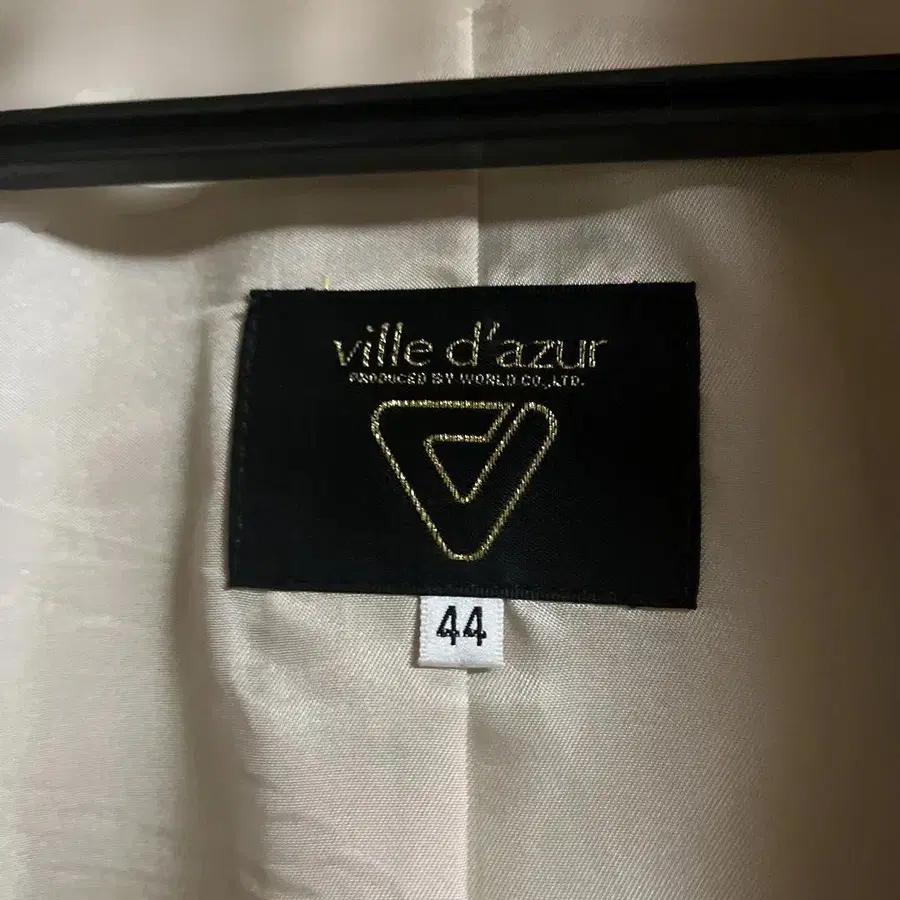 ville d'azur
PRODUCED BY WORLD CO.,LTD.
44